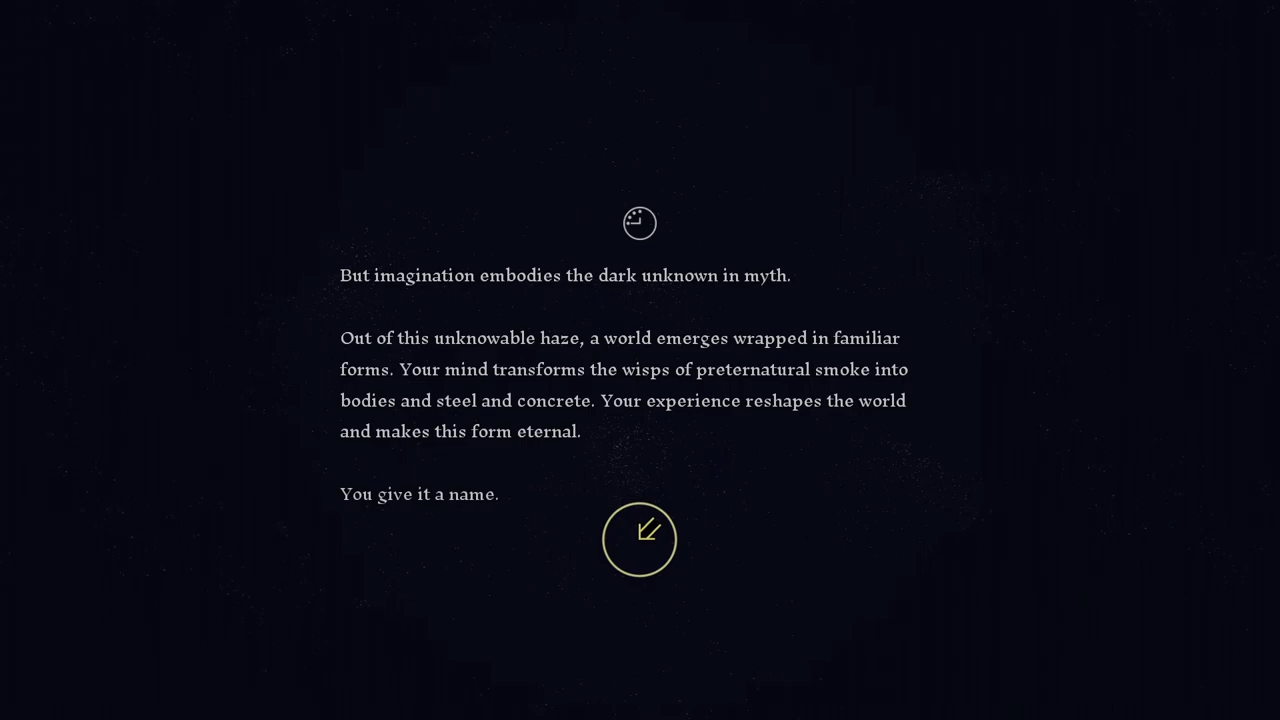 But imagination embodies the dark unknown in myth.
Out of this unknowable haze, a world emerges wrapped in familiar
forms. Your mind transforms the wisps of preternatural smoke into
bodies and steel and concrete. Your experience reshapes the world
and makes this form eternal.
You give it a name.